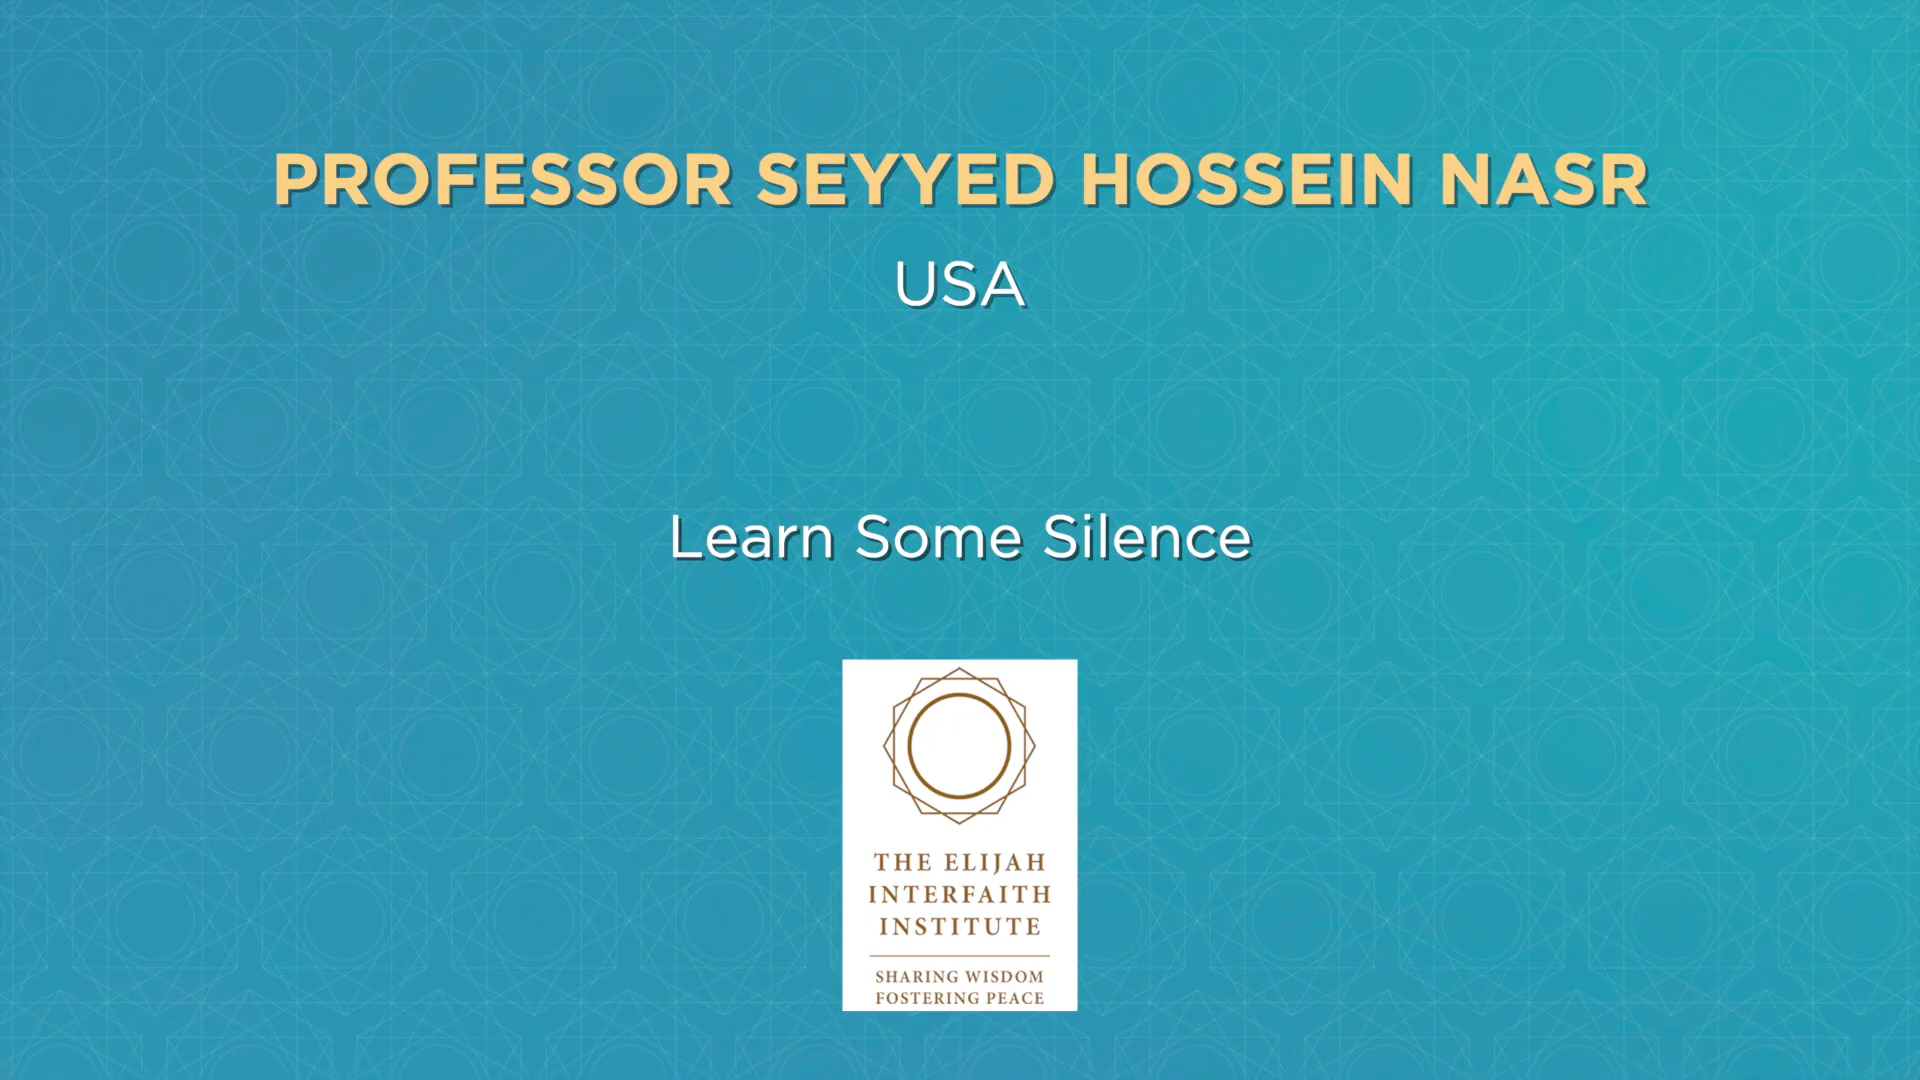 PROFESSOR SEYYED HOSSEIN NASR
USA
Learn Some Silence
THE ELIJAH
INTERFAITH
INSTITUTE
SHARING WISDOM
FOSTERING PEACE